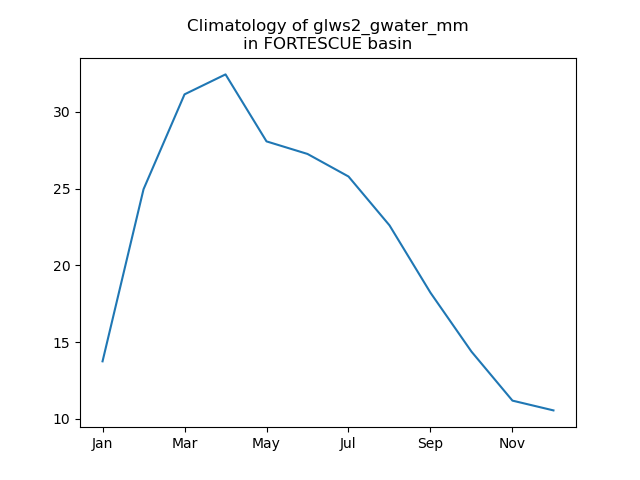 Climatology of glws2_gwater_mm
in FORTESCUE basin
30
25
20
15
10
Jan
Mar
May
Jul
Sep
Nov